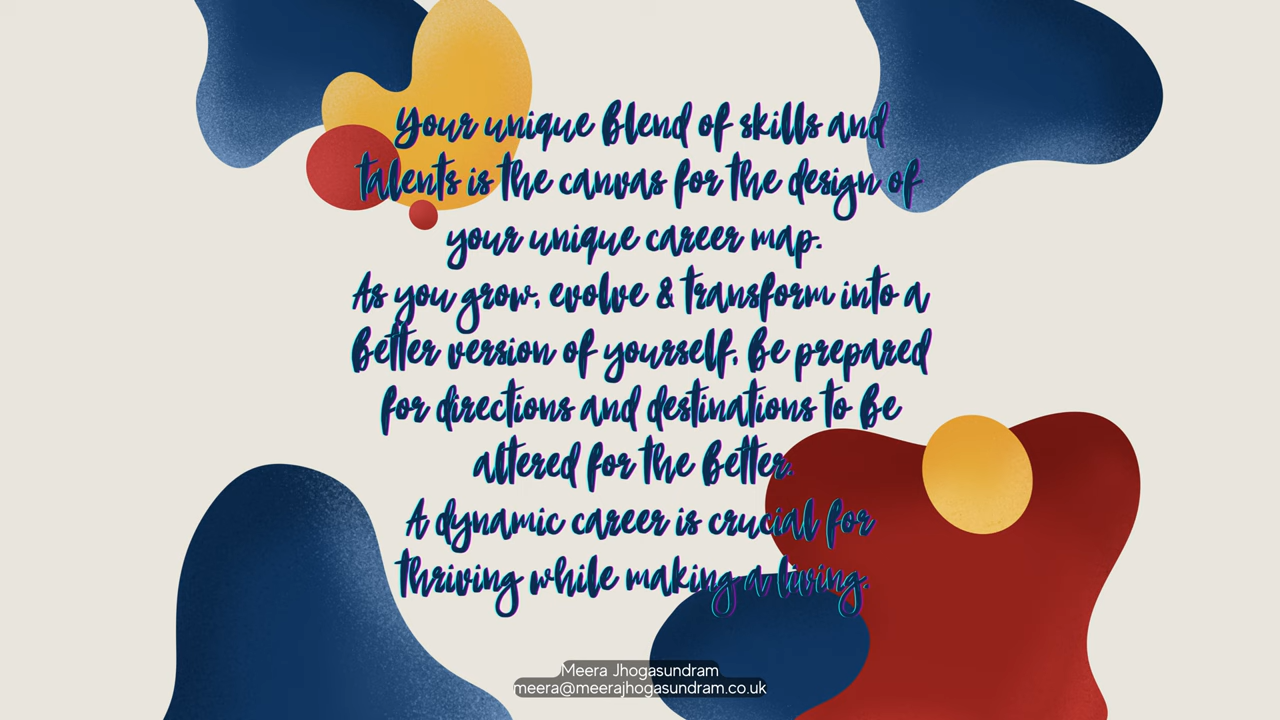 Your unique blend of skills and
talents is the canvas for the design of
your unique career map.
As you grow, evolve & transform into a
better version of yourself, be prepared
for directions and destinations to be
altered for the better.
A dynamic career is crucial for
thriving while making a living.
Meera Jhogasundram
meera@meerajhogasundram.co.uk